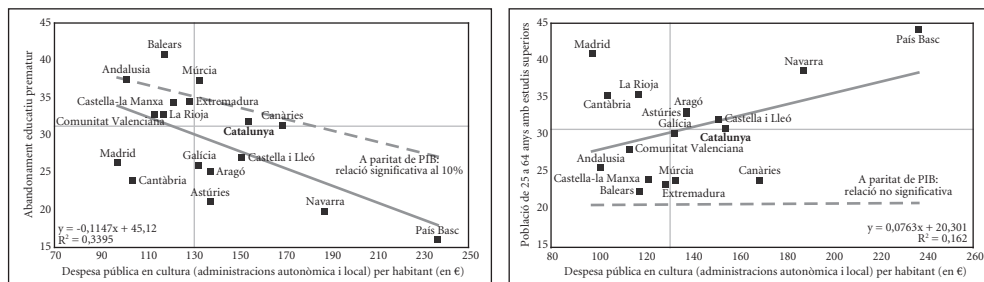 Abandonament educatiu prematur
45
40
35
30
25
20
15
Balears
Andalusia
Múrcia
Castella-la Manxa
Extremadura
La Rioja
Canàries
Comunitat Valenciana
Catalunya
Madrid
Galícia
Castella i Lleó
A paritat de PIB:
relació significativa al 10%
Aragó
Cantàbria
Astúries
Navarra
País Basc
y = -0,1147x + 45,12
R² = 0,3395
70 90 110 130 150 170 190 210 230 250
Despesa pública en cultura (administracions autonòmica i local) per habitant (en €)
Població de 25 a 64 anys amb estudis superiors
45
40
35
30
25
20
15
País Basc
Madrid
Navarra
La Rioja
Cantàbria
Aragó
Astúries
Castella i Lleó
Galícia
Catalunya
Comunitat Valenciana
Andalusia
Castella-la Manxa
Múrcia
Canàries
A paritat de PIB:
relació no significativa
Balears
Extremadura
y = 0,0763x + 20,301
R² = 0,162
80 100 120 140 160 180 200 220 240 260
Despesa pública en cultura (administracions autonòmica i local) per habitant (en €)